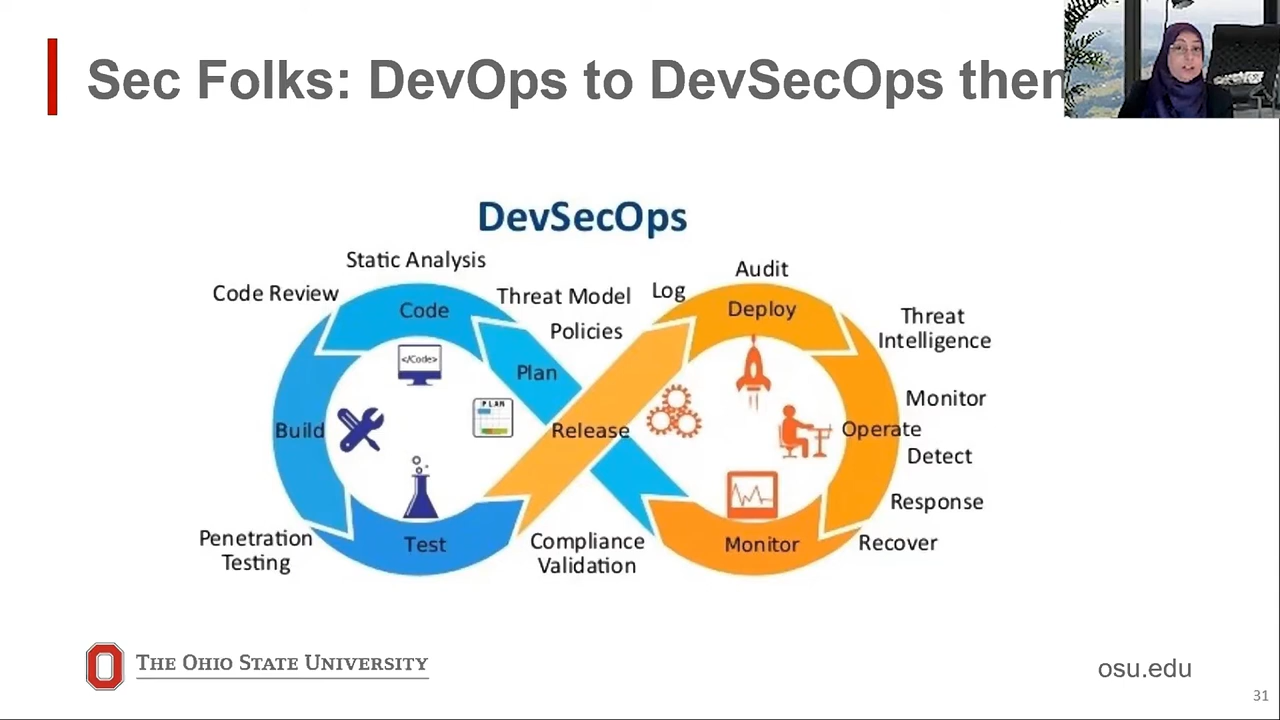 Sec Folks: DevOps to DevSecOps then
DevSecOps
Static Analysis
Code Review
Code
Threat Model
Policies
Plan
</Code>
PLAN
Build
Release
Test
Penetration
Testing
Compliance
Validation
Log
Audit
Deploy
Threat
Intelligence
Monitor
Operate
Detect
Response
Recover
Monitor
THE OHIO STATE UNIVERSITY
osu.edu
31